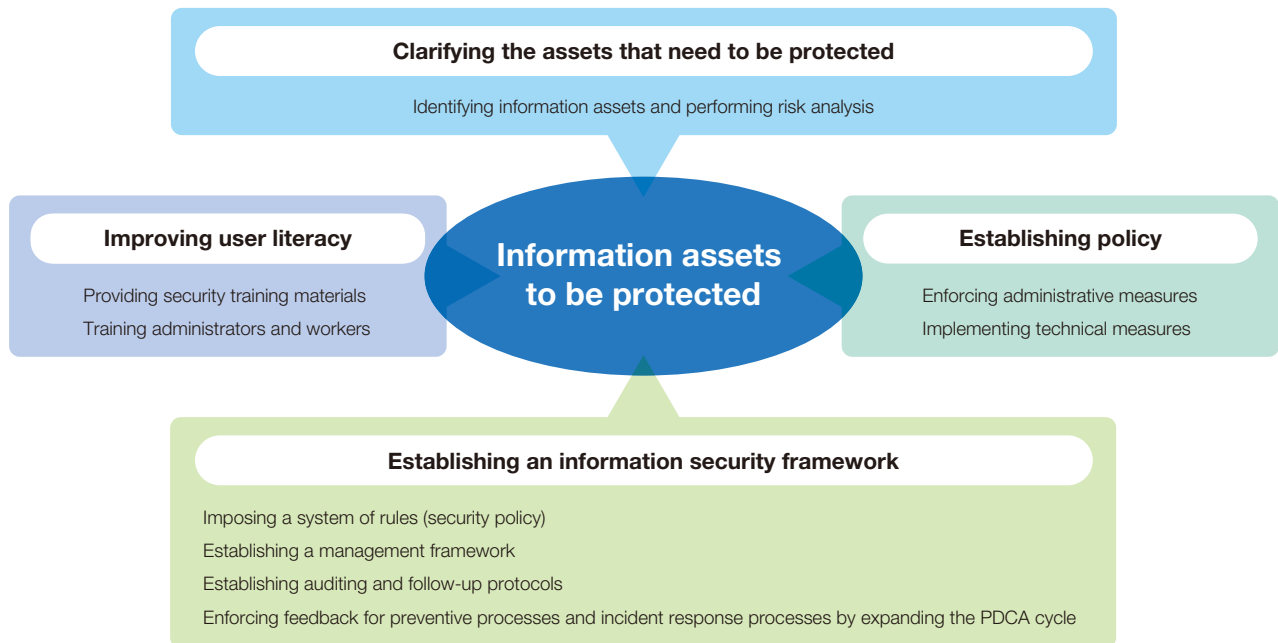 Clarifying the assets that need to be protected
Identifying information assets and performing risk analysis
Improving user literacy
Providing security training materials
Training administrators and workers
Information assets
to be protected
Establishing policy
Enforcing administrative measures
Implementing technical measures
Establishing an information security framework
Imposing a system of rules (security policy)
Establishing a management framework
Establishing auditing and follow-up protocols
Enforcing feedback for preventive processes and incident response processes by expanding the PDCA cycle